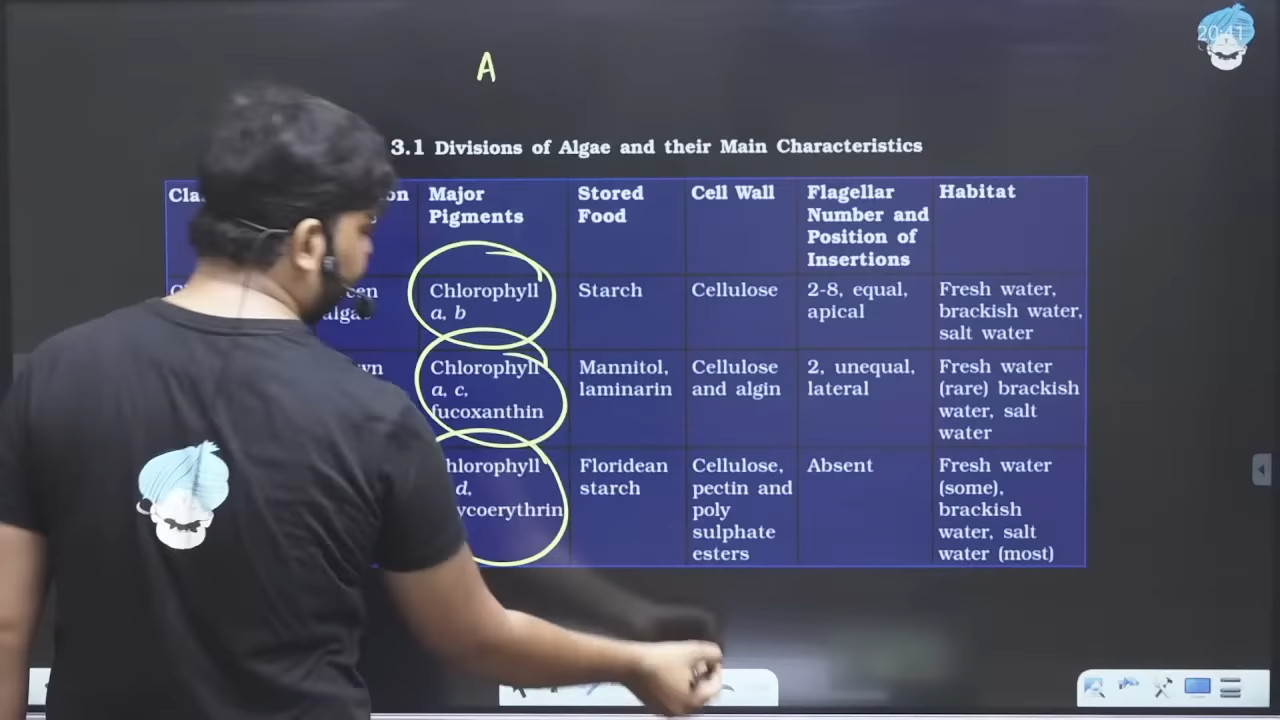 20:41
A
3.1 Divisions of Algae and their Main Characteristics
Major Pigments
Stored Food
Cell Wall
Flagellar Number and Position of Insertions
Habitat
Chlorophyll a, b
Starch
Cellulose
2-8, equal, apical
Fresh water, brackish water, salt water
Chlorophyll a, c, fucoxanthin
Mannitol, laminarin
Cellulose and algin
2, unequal, lateral
Fresh water (rare) brackish water, salt water
d,
Floridean starch
Cellulose, pectin and poly sulphate esters
Absent
Fresh water (some), brackish water, salt water (most)